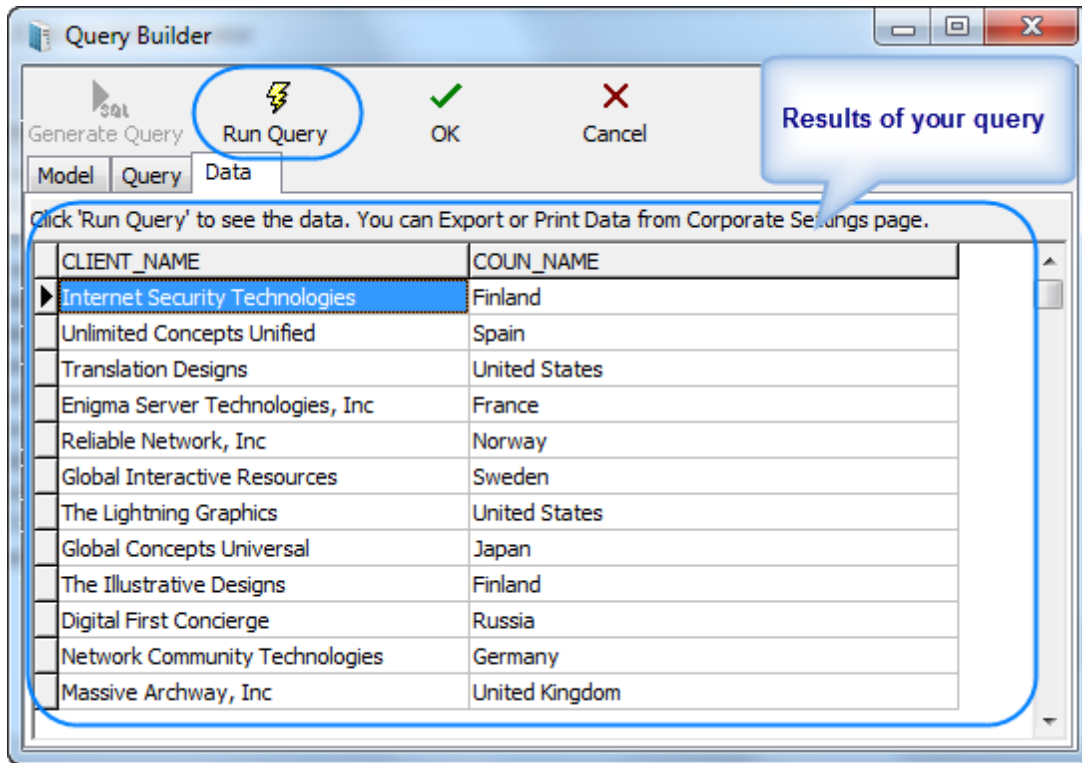 Query Builder
SQL
Generate Query Run Query OK Cancel
Results of your query
Model Query Data
Click 'Run Query' to see the data. You can Export or Print Data from Corporate Settings page.
CLIENT_NAME COUN_NAME
Internet Security Technologies Finland
Unlimited Concepts Unified Spain
Translation Designs United States
Enigma Server Technologies, Inc France
Reliable Network, Inc Norway
Global Interactive Resources Sweden
The Lightning Graphics United States
Global Concepts Universal Japan
The Illustrative Designs Finland
Digital First Concierge Russia
Network Community Technologies Germany
Massive Archway, Inc United Kingdom